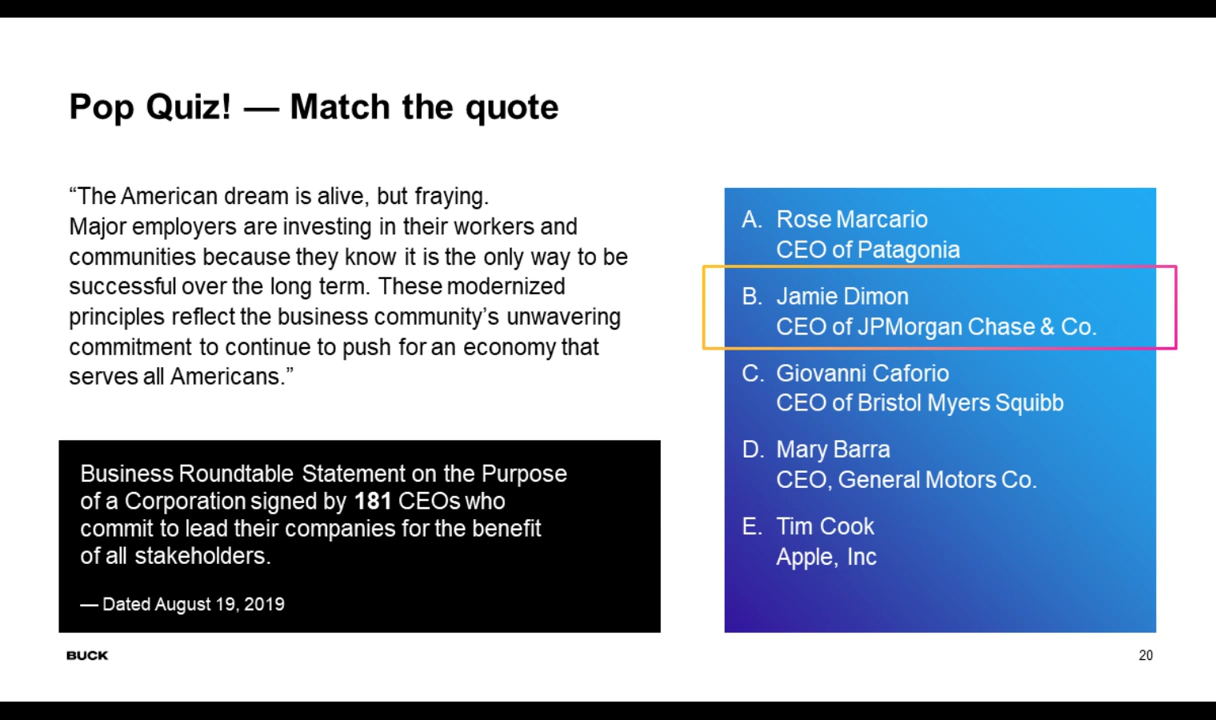 Pop Quiz! — Match the quote
“The American dream is alive, but fraying.
Major employers are investing in their workers and
communities because they know it is the only way to be
successful over the long term. These modernized
principles reflect the business community’s unwavering
commitment to continue to push for an economy that
serves all Americans.”
Business Roundtable Statement on the Purpose
of a Corporation signed by 181 CEOs who
commit to lead their companies for the benefit
of all stakeholders.
— Dated August 19, 2019
A. Rose Marcario
CEO of Patagonia
B. Jamie Dimon
CEO of JPMorgan Chase & Co.
C. Giovanni Caforio
CEO of Bristol Myers Squibb
D. Mary Barra
CEO, General Motors Co.
E. Tim Cook
Apple, Inc
BUCK
20